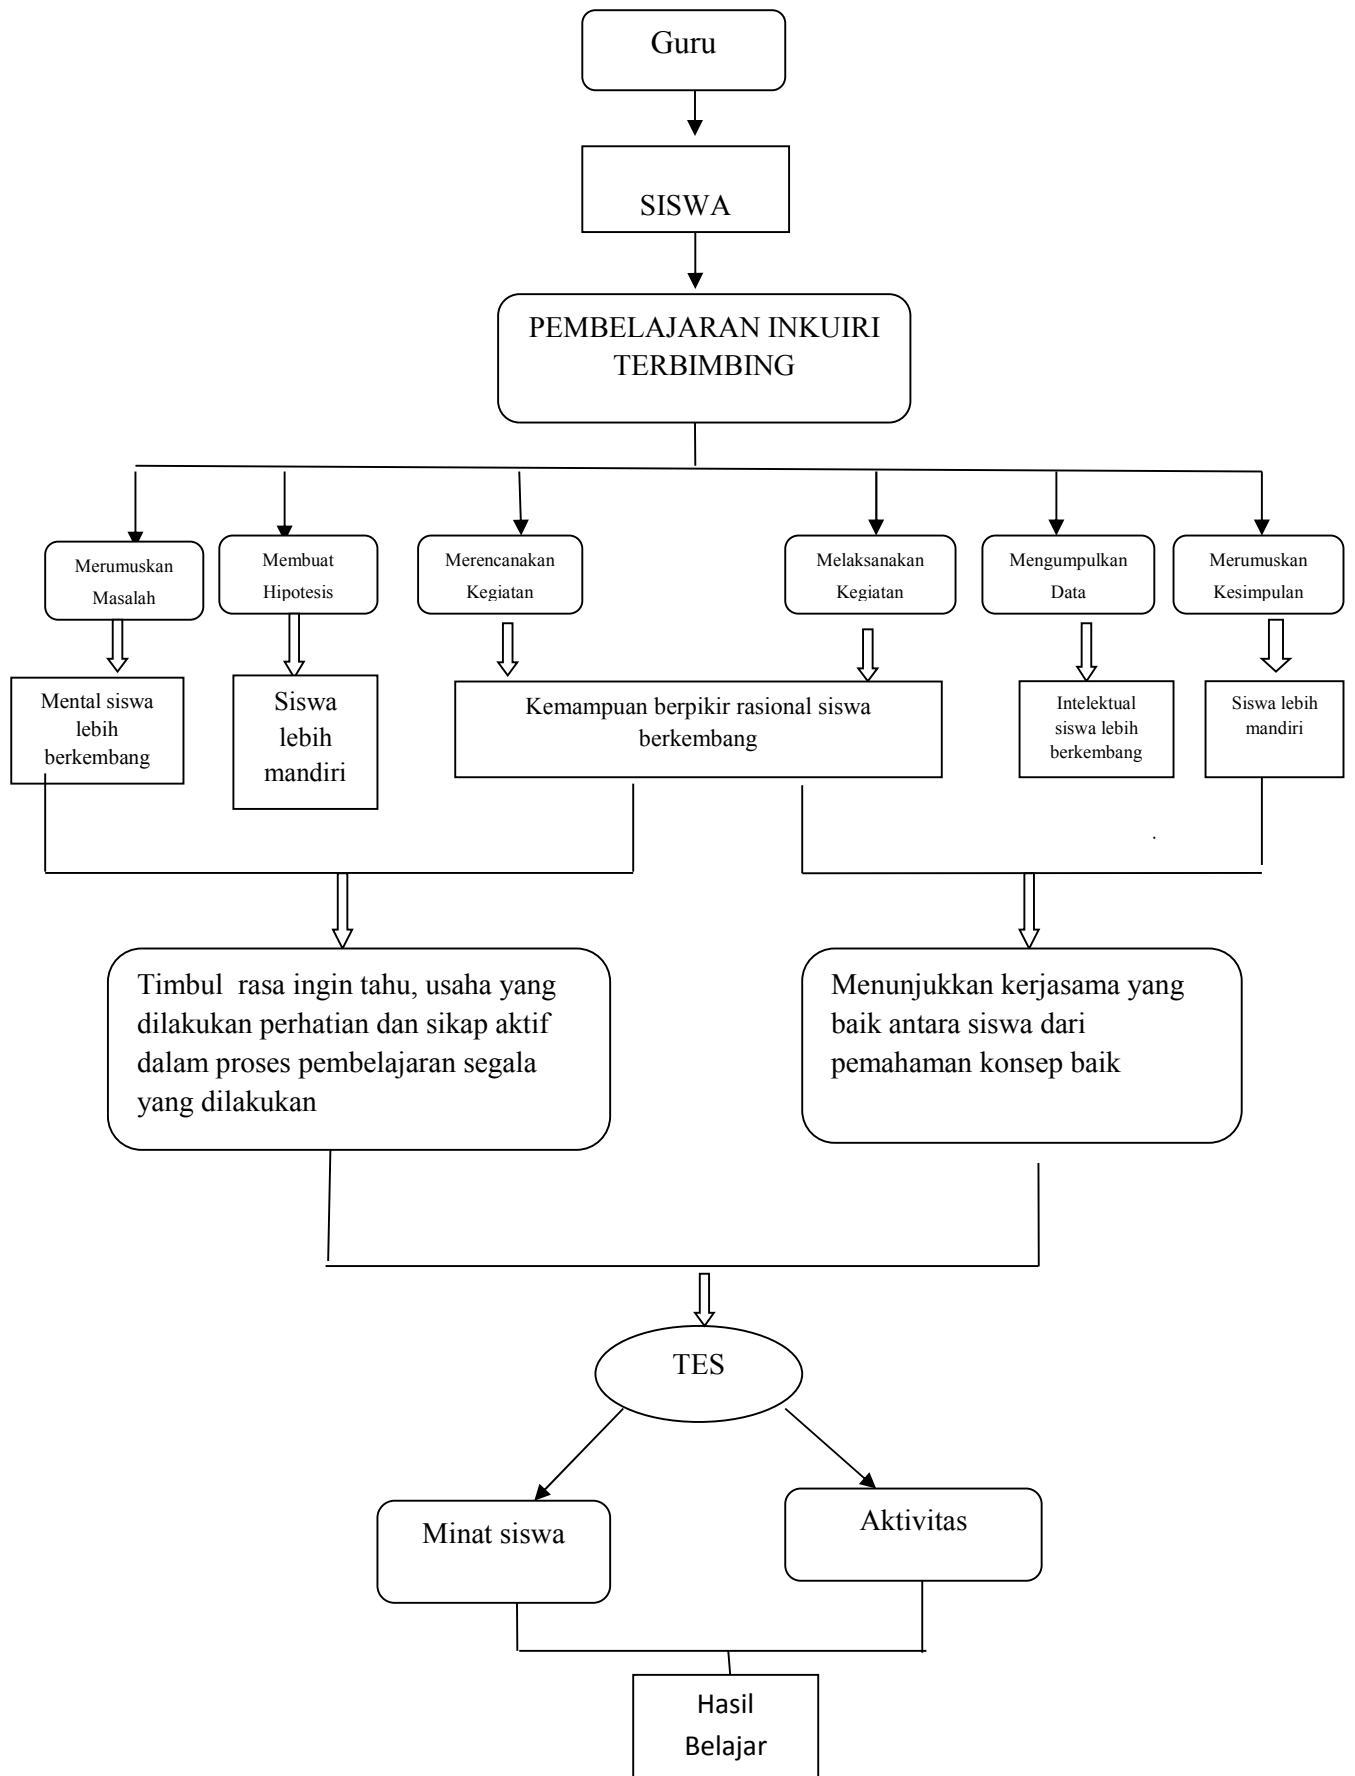 Guru
SISWA
PEMBELAJARAN INKUIRI
TERBIMBING
Merumuskan
Masalah
Membuat
Hipotesis
Merencanakan
Kegiatan
Melaksanakan
Kegiatan
Mengumpulkan
Data
Merumuskan
Kesimpulan
Mental siswa
lebih
berkembang
Siswa
lebih
mandiri
Kemampuan berpikir rasional siswa
berkembang
Intelektual
siswa lebih
berkembang
Siswa lebih
mandiri
.
Timbul  rasa ingin tahu, usaha yang
dilakukan perhatian dan sikap aktif
dalam proses pembelajaran segala
yang dilakukan
Menunjukkan kerjasama yang
baik antara siswa dari
pemahaman konsep baik
TES
Minat siswa
Aktivitas
Hasil
Belajar